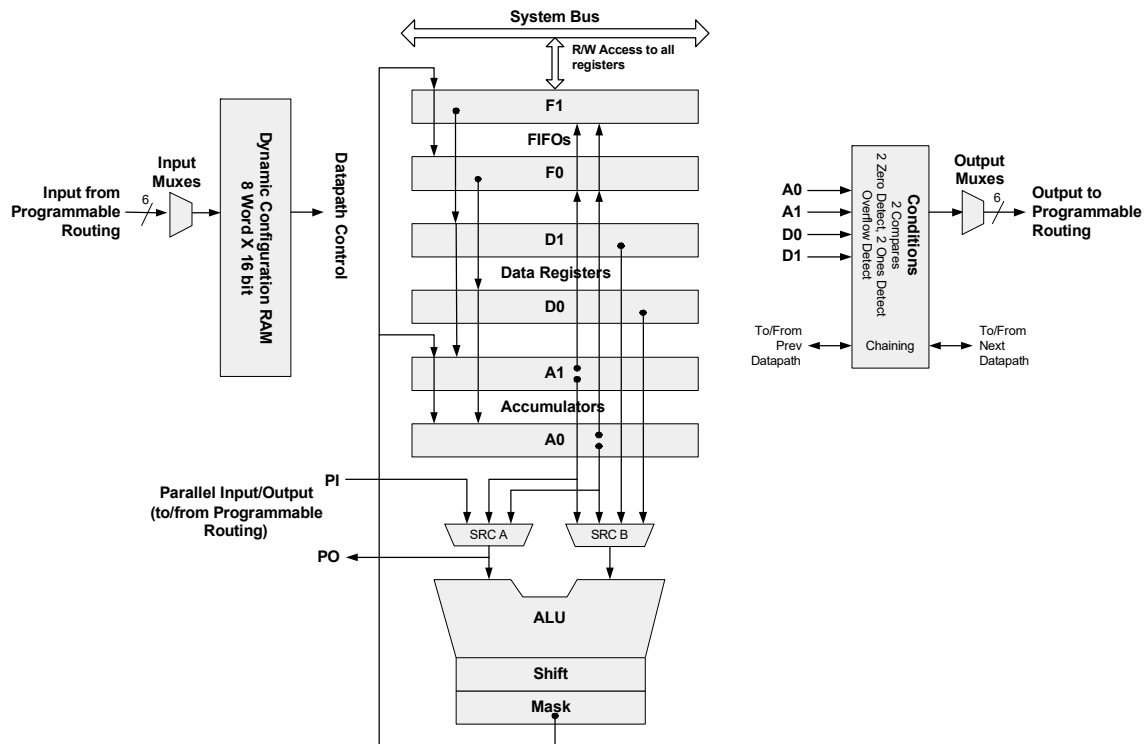 System Bus
R/W Access to all
registers
F1
FIFOs
F0
D1
Data Registers
D0
A1
Accumulators
A0
Input from
Programmable
Routing
6
Input
Muxes
Dynamic Configuration RAM
8 Word X 16 bit
Datapath Control
PI
Parallel Input/Output
(to/from Programmable
Routing)
PO
SRC A
SRC B
ALU
Shift
Mask
A0
A1
D0
D1
Conditions
2 Compares
2 Zero Detect, 2 Ones Detect
Overflow Detect
Chaining
To/From
Prev
Datapath
To/From
Next
Datapath
Output
Muxes
6
Output to
Programmable
Routing